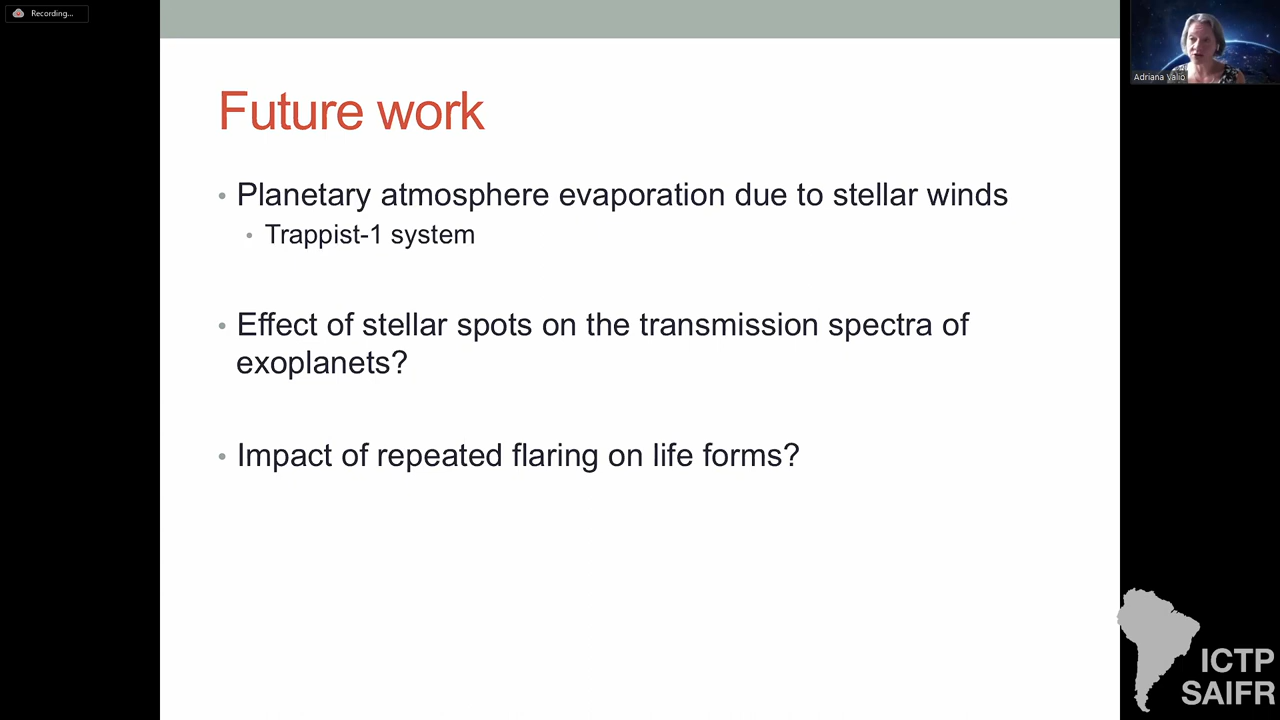 Recording...
Adriana Valio
Future work
• Planetary atmosphere evaporation due to stellar winds
• Trappist-1 system
• Effect of stellar spots on the transmission spectra of
exoplanets?
• Impact of repeated flaring on life forms?
ICTP
SAIFR